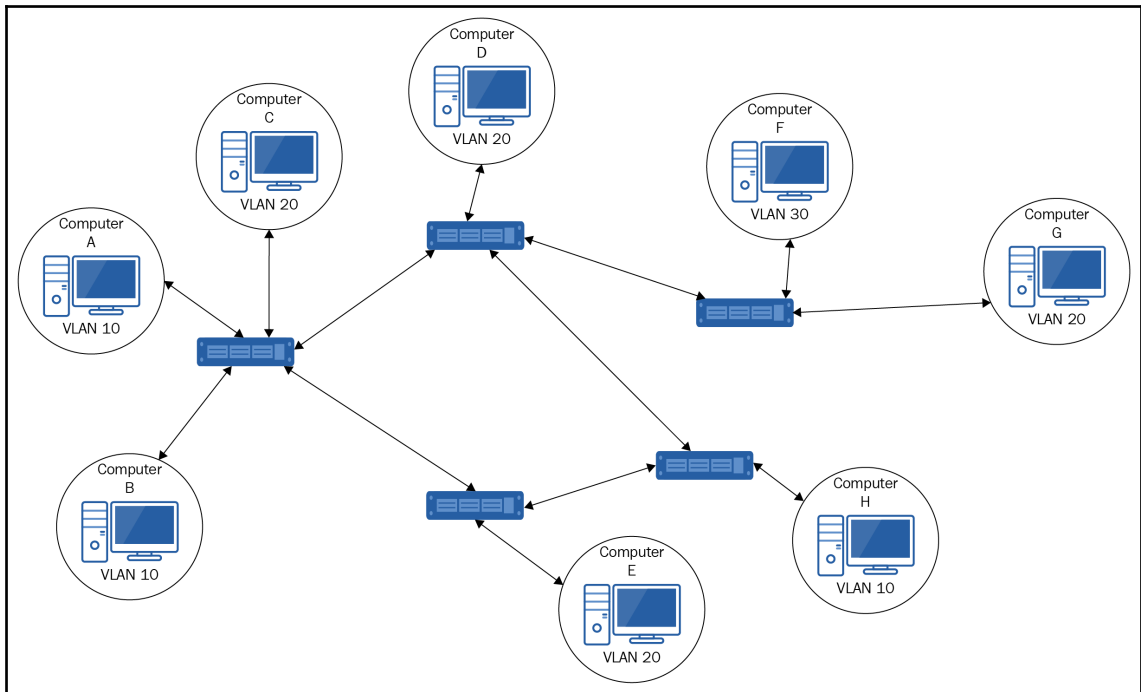 Computer
D
VLAN 20
Computer
C
VLAN 20
Computer
F
VLAN 30
Computer
A
VLAN 10
Computer
G
VLAN 20
Computer
B
VLAN 10
Computer
H
VLAN 10
Computer
E
VLAN 20